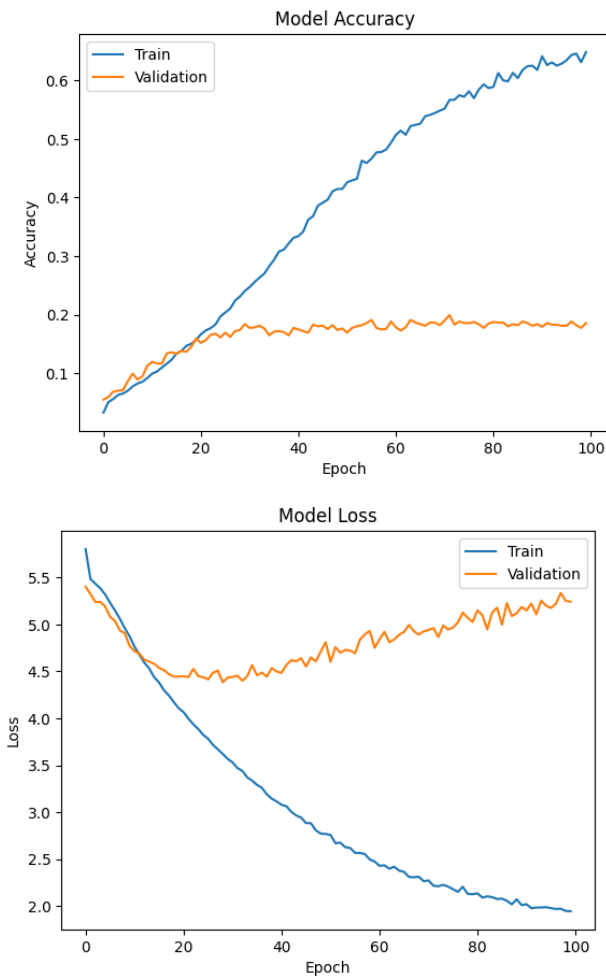 Model Accuracy
Train
Validation
0.6
0.5
0.4
0.3
0.2
0.1
Accuracy
0 20 40 60 80 100
Epoch
Model Loss
Train
Validation
5.5
5.0
4.5
4.0
3.5
3.0
2.5
2.0
Loss
0 20 40 60 80 100
Epoch